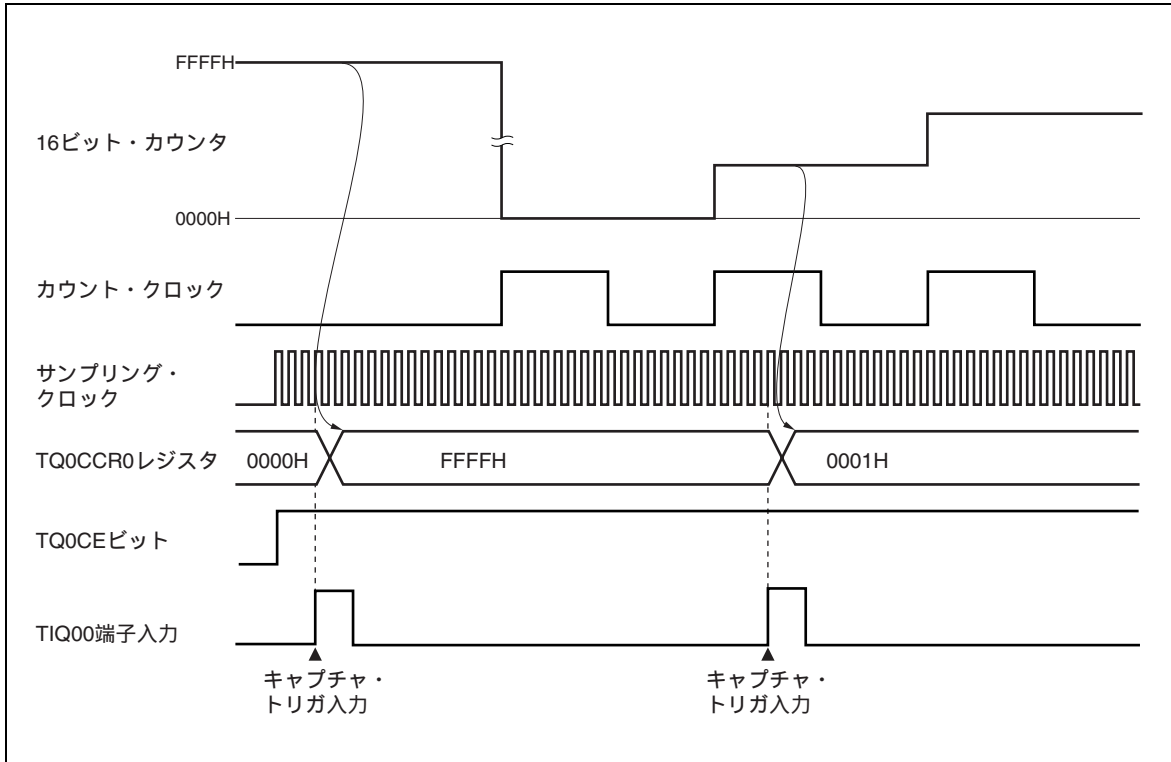 FFFFH
16ビット・カウンタ
0000H
カウント・クロック
サンプリング・
クロック
TQ0CCR0レジスタ 0000H FFFFH 0001H
TQ0CEビット
TIQ00端子入力
キャプチャ・
トリガ入力
キャプチャ・
トリガ入力